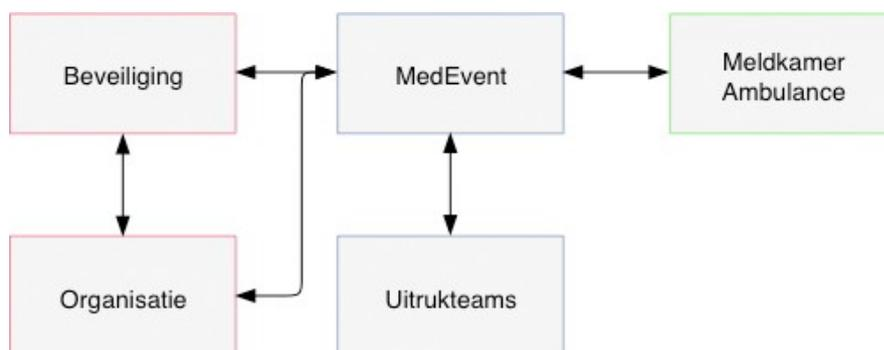 Beveiliging
MedEvent
Meldkamer
Ambulance
Organisatie
Uitrukteams